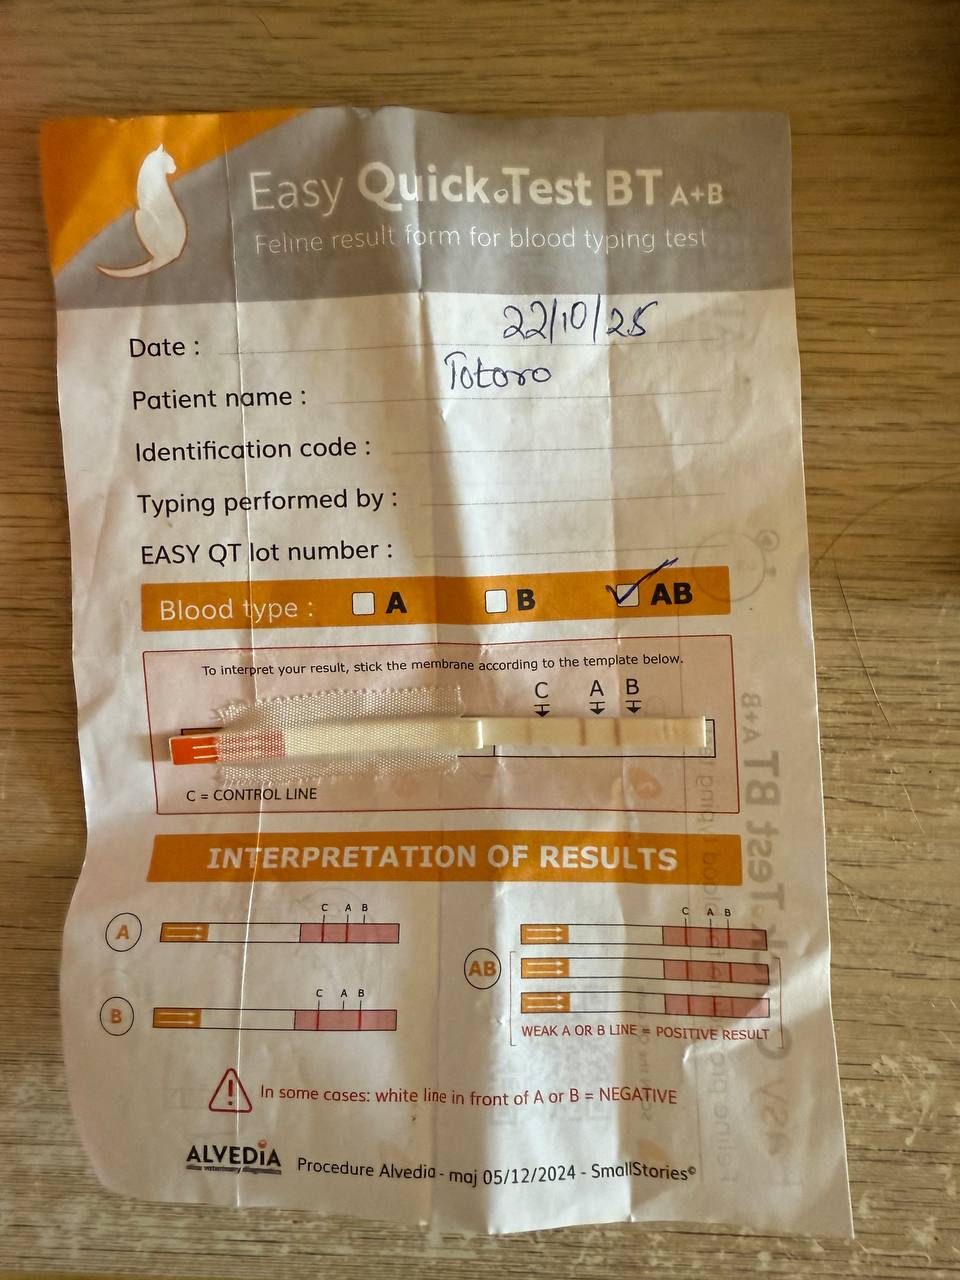 Easy Quick.Test BT A+B
Feline result form for blood typing test
Date : 22/10/25
Patient name : Totoro
Identification code :
Typing performed by :
EASY QT lot number :
Blood type : A B AB
To interpret your result, stick the membrane according to the template below.
C A B
C = CONTROL LINE
INTERPRETATION OF RESULTS
A
C A B
B
C A B
AB
C A B
WEAK A OR B LINE = POSITIVE RESULT
In some cases: white line in front of A or B = NEGATIVE
ALVEDIA
Procedure Alvedia - maj 05/12/2024 - SmallStories©